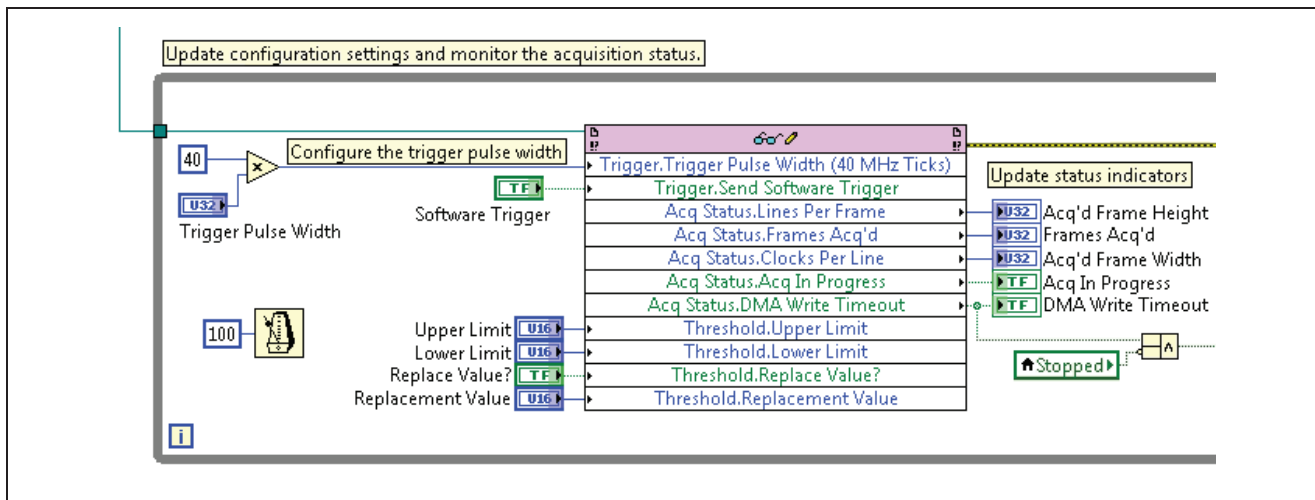 Update configuration settings and monitor the acquisition status.
40
×
Configure the trigger pulse width
U32
Trigger Pulse Width
TF
Software Trigger
Trigger.Trigger Pulse Width (40 MHz Ticks)
Trigger.Send Software Trigger
Acq Status.Lines Per Frame
Acq Status.Frames Acq'd
Acq Status.Clocks Per Line
Acq Status.Acq In Progress
Acq Status.DMA Write Timeout
Threshold.Upper Limit
Threshold.Lower Limit
Threshold.Replace Value?
Threshold.Replacement Value
Update status indicators
U32 Acq'd Frame Height
U32 Frames Acq'd
U32 Acq'd Frame Width
TF Acq In Progress
TF DMA Write Timeout
100
Upper Limit U16
Lower Limit U16
Replace Value? TF
Replacement Value U16
Stopped
i